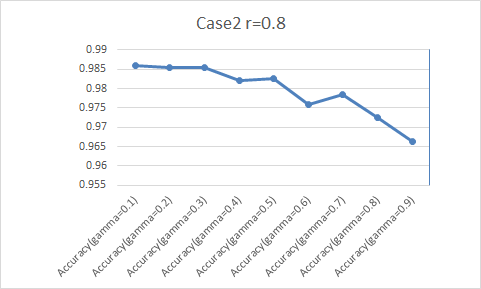 Case2 r=0.8
0.99
0.985
0.98
0.975
0.97
0.965
0.96
0.955
Accuracy(gamma=0.1)
Accuracy(gamma=0.2)
Accuracy(gamma=0.3)
Accuracy(gamma=0.4)
Accuracy(gamma=0.5)
Accuracy(gamma=0.6)
Accuracy(gamma=0.7)
Accuracy(gamma=0.8)
Accuracy(gamma=0.9)